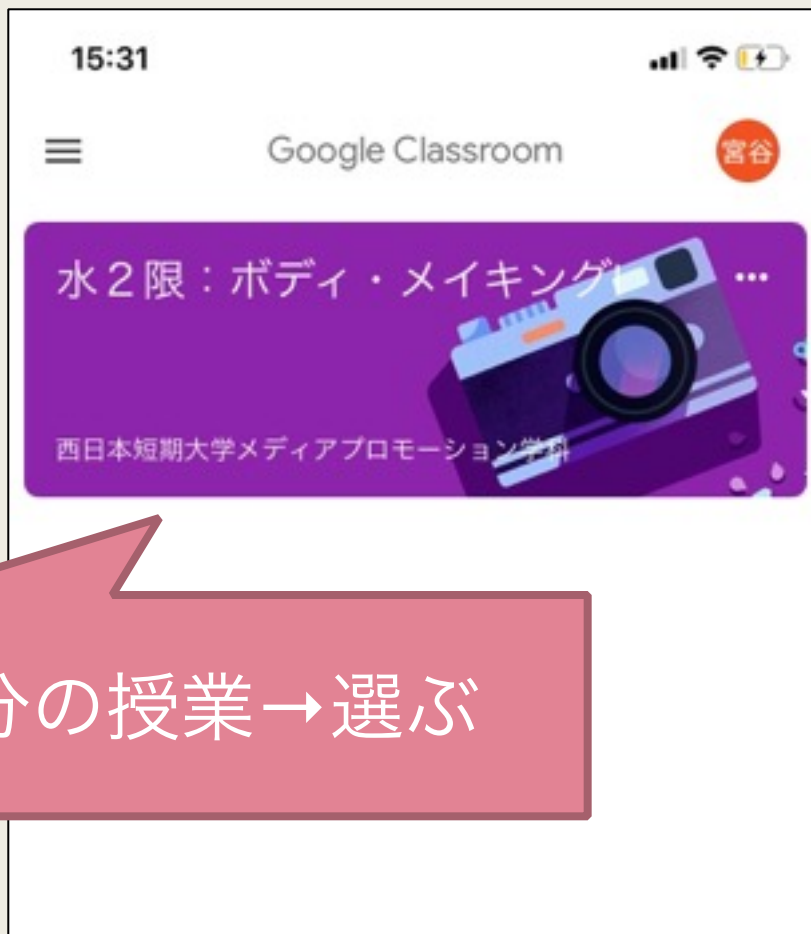 15:31
Google Classroom
宮谷
水２限：ボディ・メイキング
西日本短期大学メディアプロモーション学科
分の授業→選ぶ